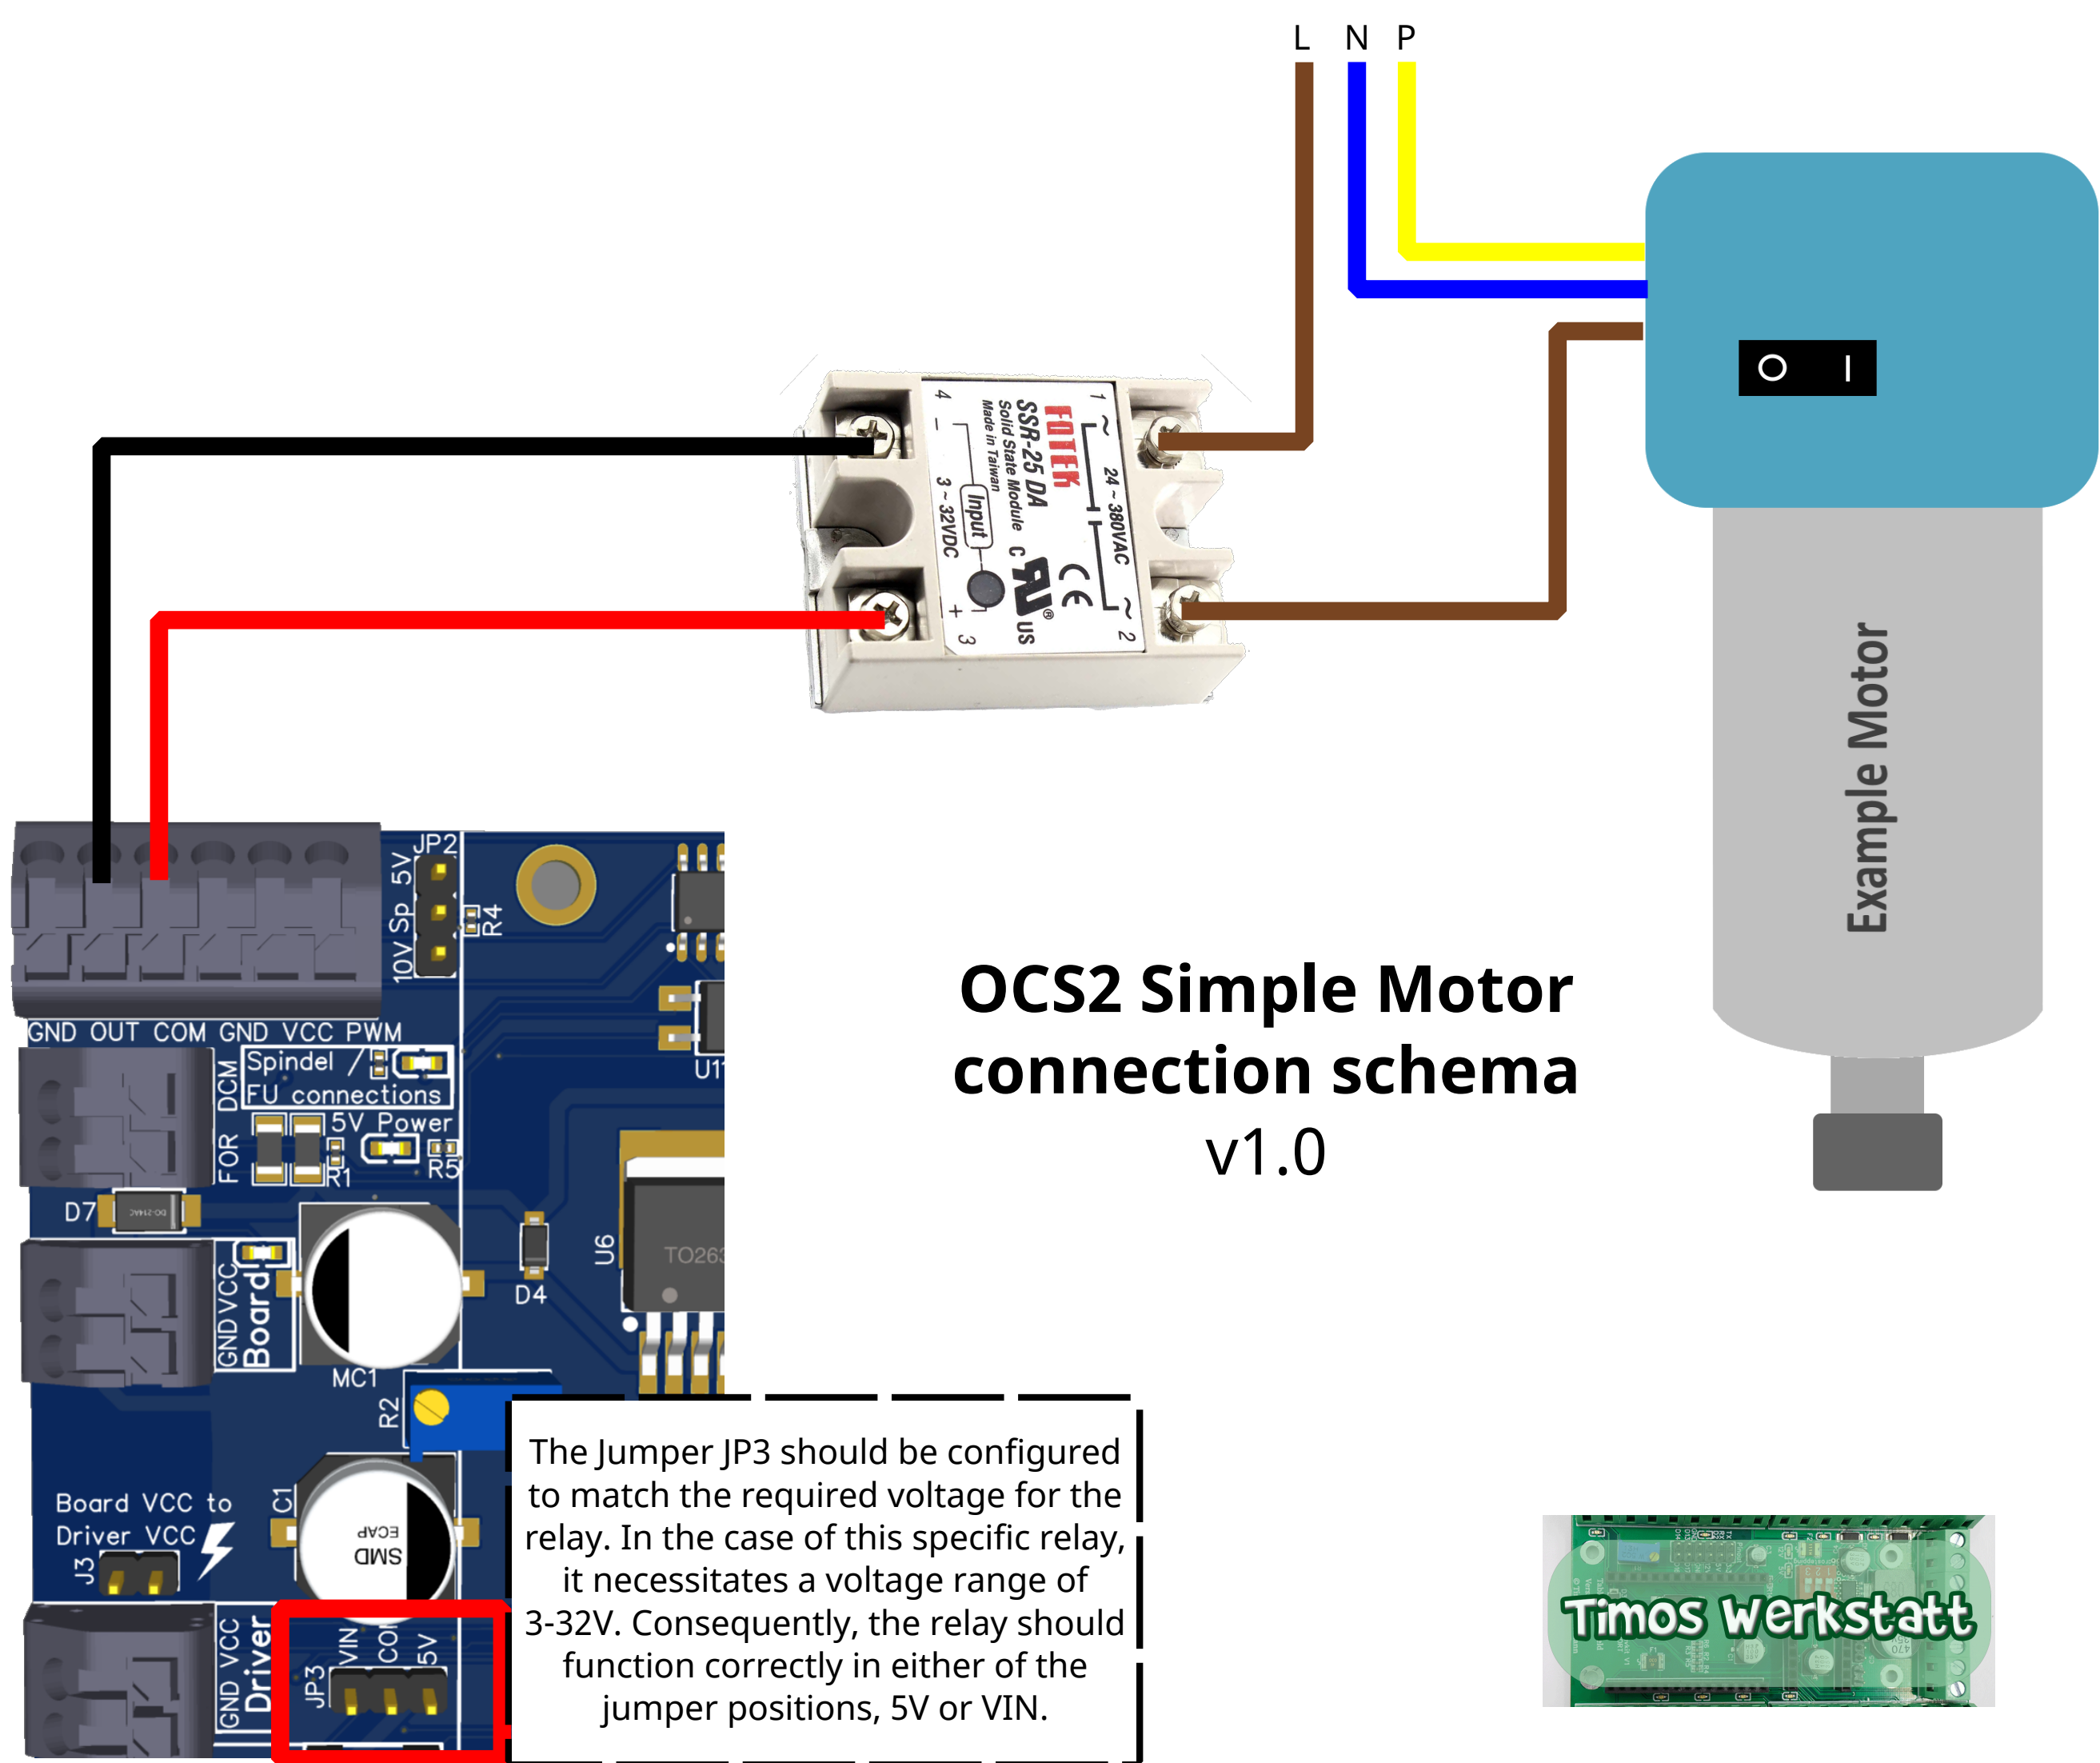 L N P
O I
4 − 3~32VDC + 3
Input
Made in Taiwan
Solid State Module
SSR-25 DA
FOTEK
C US
CE
24~380VAC
1 ~
~ 2
Example Motor
JP2
5V
Sp
10V
R4
GND OUT COM GND VCC PWM
U11
DCM
FOR
Spindel /
FU connections
5V Power
R1
R5
D7
DO-214AC
U6
TO263
D4
GND VCC
Board
MC1
R2
OCS2 Simple Motor
connection schema
v1.0
Board VCC to
Driver VCC
J3
C1
ECAP
SMD
GND VCC
Driver
JP3
VIN
5V
The Jumper JP3 should be configured
to match the required voltage for the
relay. In the case of this specific relay,
it necessitates a voltage range of
3-32V. Consequently, the relay should
function correctly in either of the
jumper positions, 5V or VIN.
Timos Werkstatt